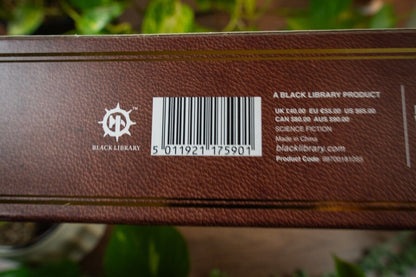 A BLACK LIBRARY PRODUCT
UK £40.00 EU €55.00 US $65.00
CAN $80.00 AUS $90.00
SCIENCE FICTION
Made in China
blacklibrary.com
Product Code:
BLACK LIBRARY
5 011921 175901